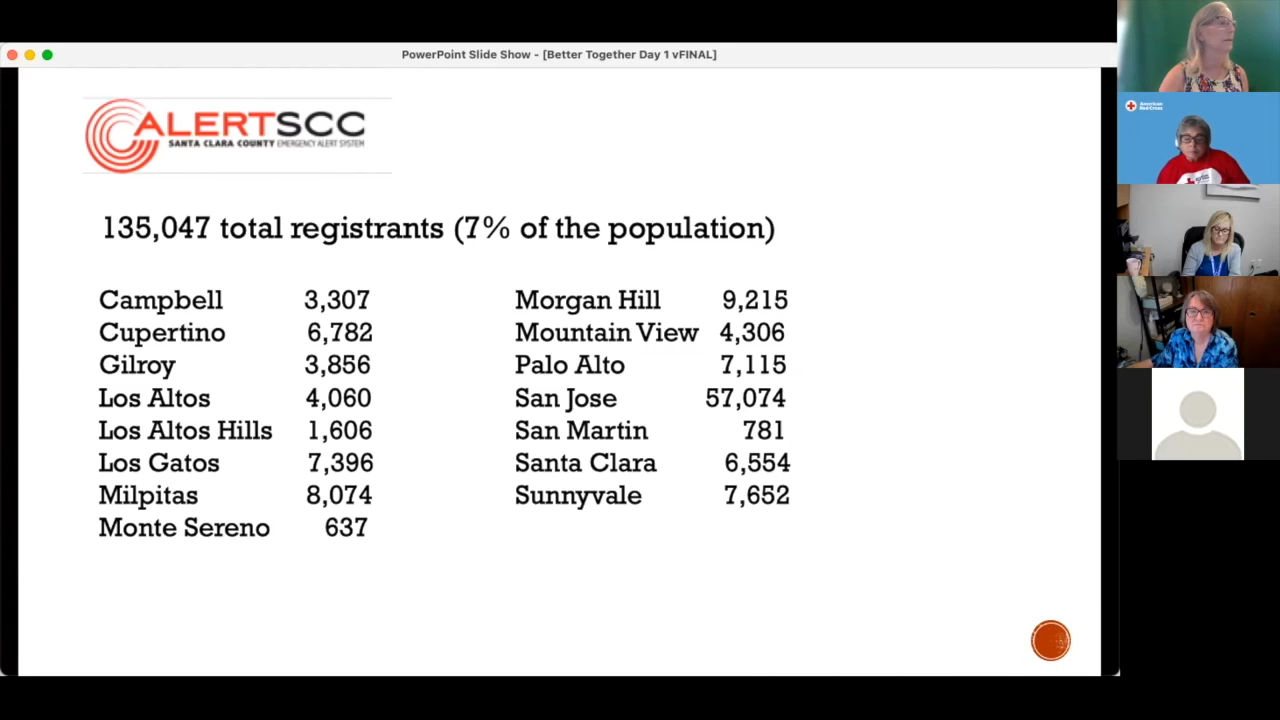 PowerPoint Slide Show - [Better Together Day 1 vFINAL]
ALERTSCC
SANTA CLARA COUNTY EMERGENCY ALERT SYSTEM
135,047 total registrants (7% of the population)
Campbell 3,307
Cupertino 6,782
Gilroy 3,856
Los Altos 4,060
Los Altos Hills 1,606
Los Gatos 7,396
Milpitas 8,074
Monte Sereno 637
Morgan Hill 9,215
Mountain View 4,306
Palo Alto 7,115
San Jose 57,074
San Martin 781
Santa Clara 6,554
Sunnyvale 7,652
American
Red Cross